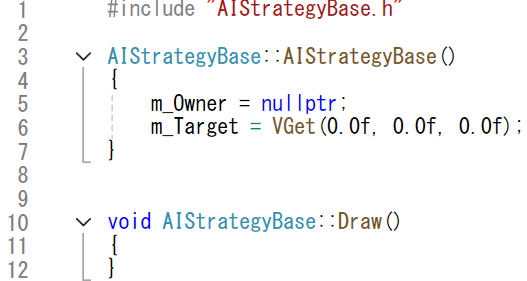 1 #include "AIStrategyBase.h"
2
3 AIStrategyBase::AIStrategyBase()
4 {
5 m_Owner = nullptr;
6 m_Target = VGet(0.0f, 0.0f, 0.0f);
7 }
8
9
10 void AIStrategyBase::Draw()
11 {
12 }